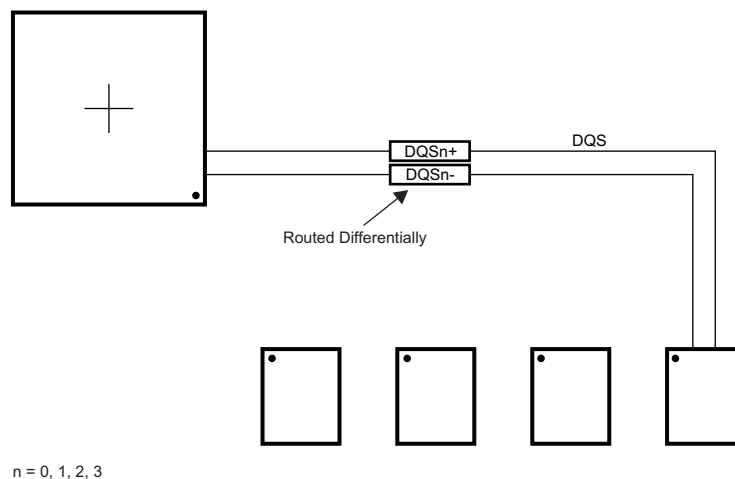 DQSn+
DQS
DQSn-
Routed Differentially
n = 0, 1, 2, 3